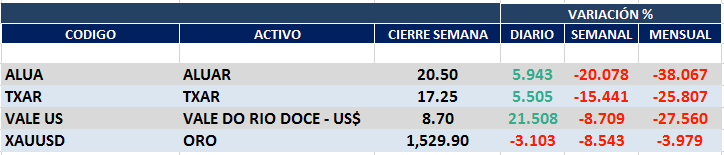 VARIACIÓN %
CODIGO ACTIVO CIERRE SEMANA DIARIO SEMANAL MENSUAL
ALUA ALUAR 20.50 5.943 -20.078 -38.067
TXAR TXAR 17.25 5.505 -15.441 -25.807
VALE US VALE DO RIO DOCE - US$ 8.70 21.508 -8.709 -27.560
XAUUSD ORO 1,529.90 -3.103 -8.543 -3.979